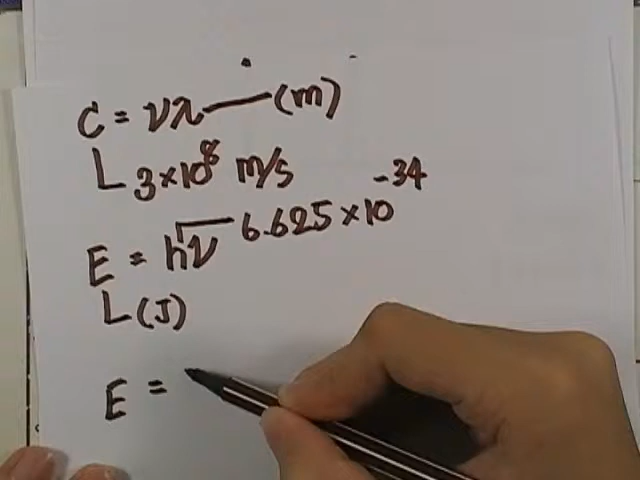 C = νλ — (m)
3×10⁸ m/s
E = hν 6.625×10⁻³⁴
(J)
E =